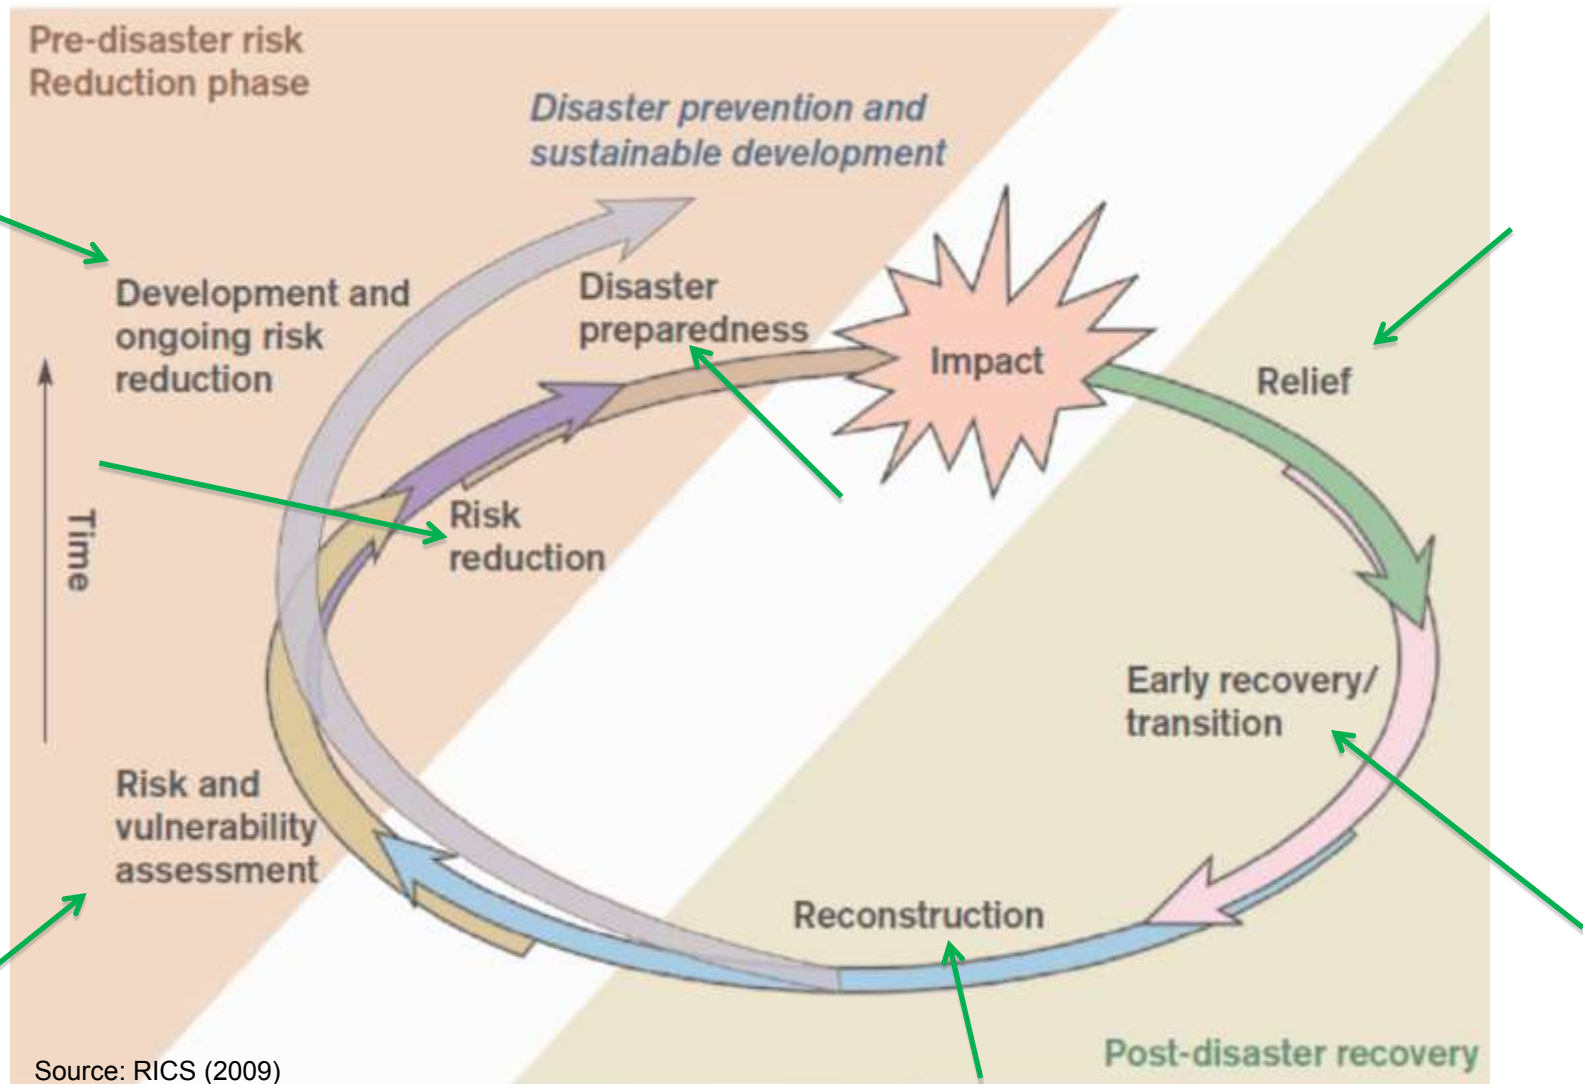 Pre-disaster risk
Reduction phase
Disaster prevention and
sustainable development
Development and
ongoing risk
reduction
Disaster
preparedness
Impact
Relief
Time
Risk
reduction
Early recovery/
transition
Risk and
vulnerability
assessment
Reconstruction
Post-disaster recovery
Source: RICS (2009)